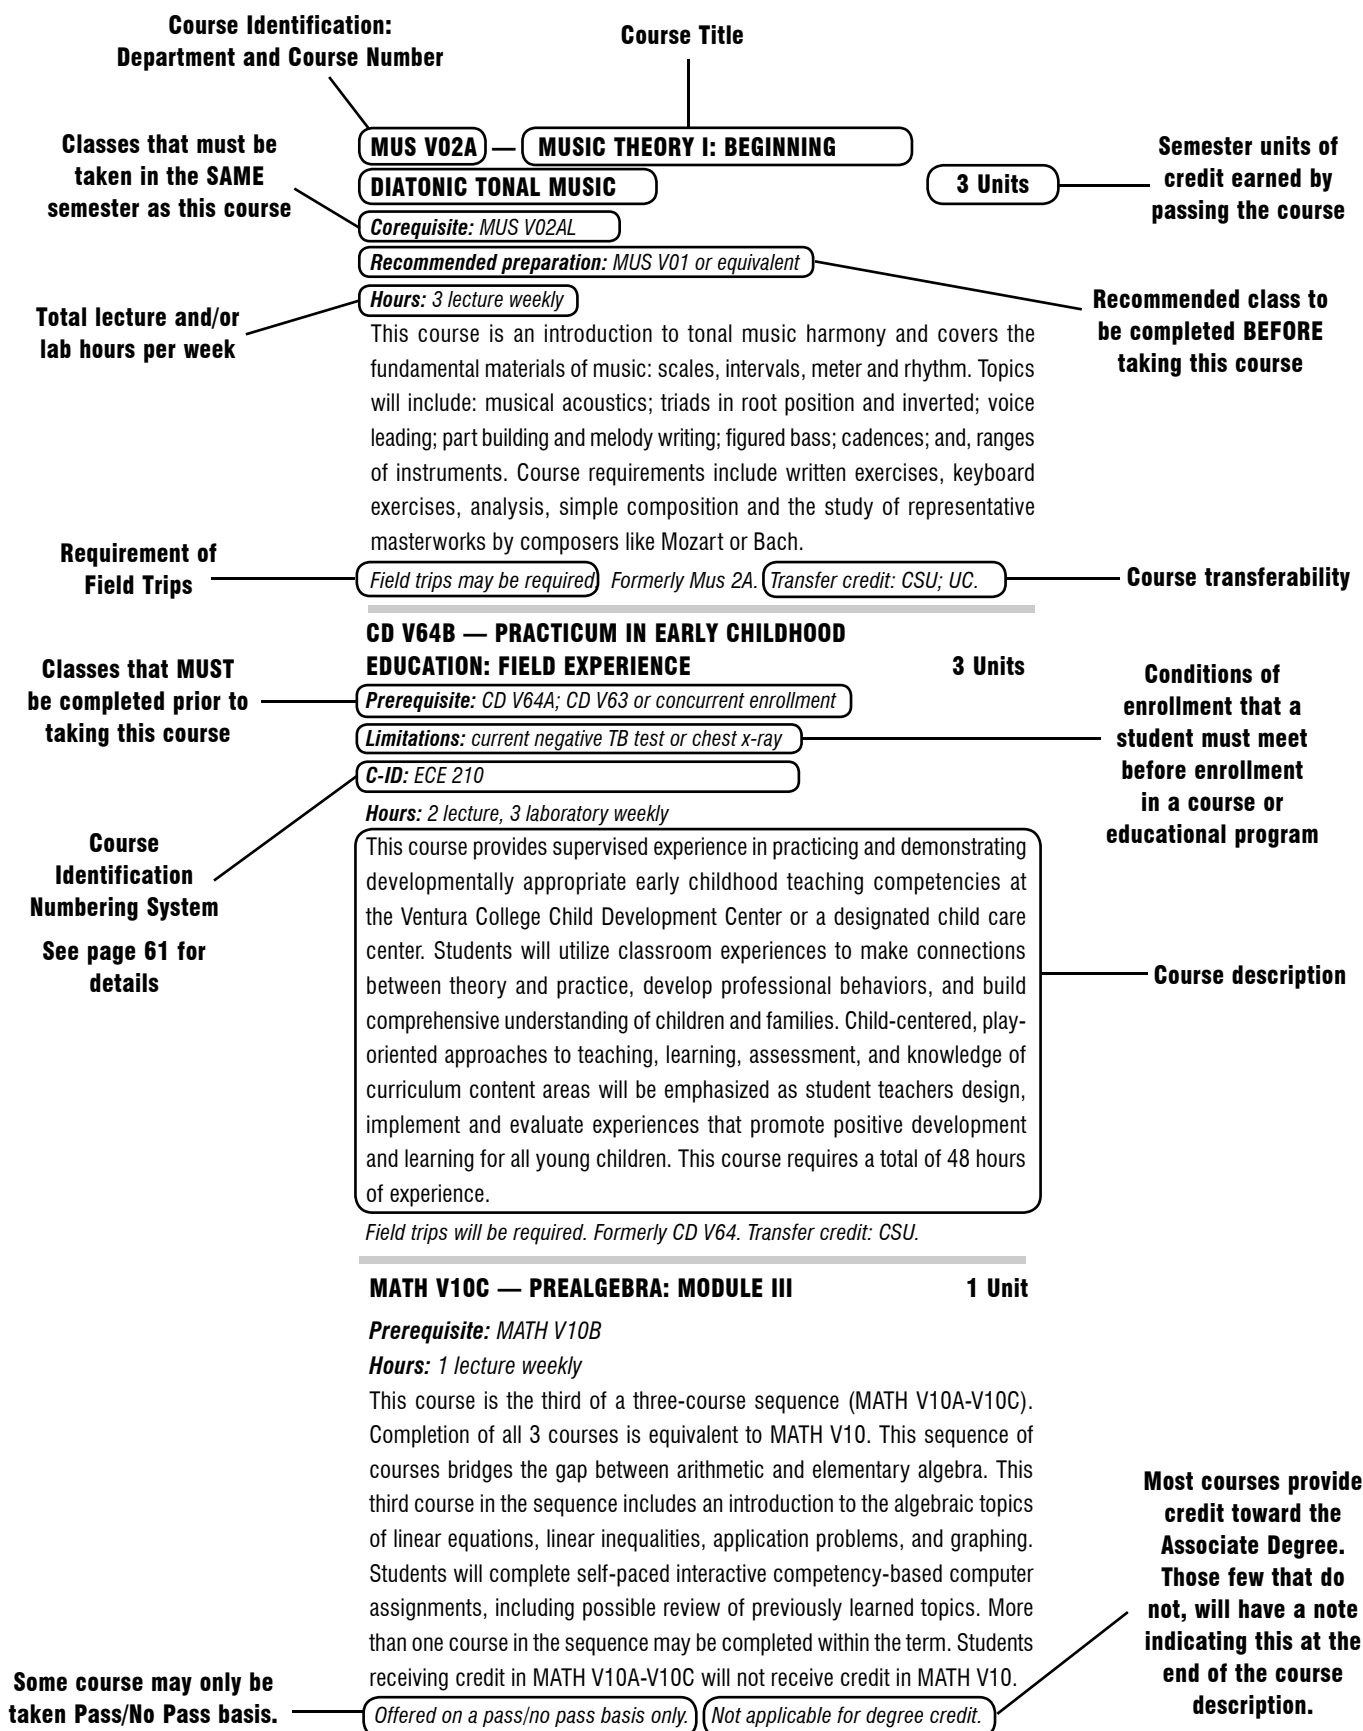 Course Identification:
Department and Course Number
Course Title
Classes that must be
taken in the SAME
semester as this course
MUS V02A — MUSIC THEORY I: BEGINNING
DIATONIC TONAL MUSIC 3 Units
Semester units of
credit earned by
passing the course
Corequisite: MUS V02AL
Recommended preparation: MUS V01 or equivalent
Hours: 3 lecture weekly
Total lecture and/or
lab hours per week
Recommended class to
be completed BEFORE
taking this course
This course is an introduction to tonal music harmony and covers the
fundamental materials of music: scales, intervals, meter and rhythm. Topics
will include: musical acoustics; triads in root position and inverted; voice
leading; part building and melody writing; figured bass; cadences; and, ranges
of instruments. Course requirements include written exercises, keyboard
exercises, analysis, simple composition and the study of representative
masterworks by composers like Mozart or Bach.
Requirement of
Field Trips
Field trips may be required. Formerly Mus 2A. Transfer credit: CSU; UC.
Course transferability
CD V64B — PRACTICUM IN EARLY CHILDHOOD
EDUCATION: FIELD EXPERIENCE 3 Units
Classes that MUST
be completed prior to
taking this course
Prerequisite: CD V64A; CD V63 or concurrent enrollment
Limitations: current negative TB test or chest x-ray
C-ID: ECE 210
Hours: 2 lecture, 3 laboratory weekly
Conditions of
enrollment that a
student must meet
before enrollment
in a course or
educational program
Course
Identification
Numbering System
See page 61 for
details
This course provides supervised experience in practicing and demonstrating
developmentally appropriate early childhood teaching competencies at
the Ventura College Child Development Center or a designated child care
center. Students will utilize classroom experiences to make connections
between theory and practice, develop professional behaviors, and build
comprehensive understanding of children and families. Child-centered, play-
oriented approaches to teaching, learning, assessment, and knowledge of
curriculum content areas will be emphasized as student teachers design,
implement and evaluate experiences that promote positive development
and learning for all young children. This course requires a total of 48 hours
of experience.
Course description
Field trips will be required. Formerly CD V64. Transfer credit: CSU.
MATH V10C — PREALGEBRA: MODULE III 1 Unit
Prerequisite: MATH V10B
Hours: 1 lecture weekly
This course is the third of a three-course sequence (MATH V10A-V10C).
Completion of all 3 courses is equivalent to MATH V10. This sequence of
courses bridges the gap between arithmetic and elementary algebra. This
third course in the sequence includes an introduction to the algebraic topics
of linear equations, linear inequalities, application problems, and graphing.
Students will complete self-paced interactive competency-based computer
assignments, including possible review of previously learned topics. More
than one course in the sequence may be completed within the term. Students
receiving credit in MATH V10A-V10C will not receive credit in MATH V10.
Most courses provide
credit toward the
Associate Degree.
Those few that do
not, will have a note
indicating this at the
end of the course
description.
Some course may only be
taken Pass/No Pass basis.
Offered on a pass/no pass basis only. Not applicable for degree credit.